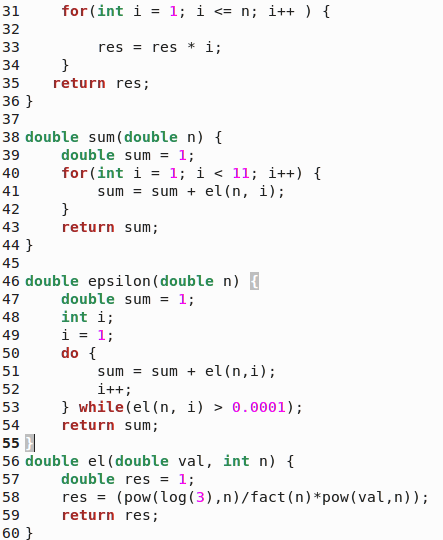 31     for(int i = 1; i <= n; i++ ) {
32
33         res = res * i;
34     }
35    return res;
36 }
37
38 double sum(double n) {
39     double sum = 1;
40     for(int i = 1; i < 11; i++) {
41         sum = sum + el(n, i);
42     }
43     return sum;
44 }
45
46 double epsilon(double n) {
47     double sum = 1;
48     int i;
49     i = 1;
50     do {
51         sum = sum + el(n,i);
52         i++;
53     } while(el(n, i) > 0.0001);
54     return sum;
55 }
56 double el(double val, int n) {
57     double res = 1;
58     res = (pow(log(3),n)/fact(n)*pow(val,n));
59     return res;
60 }